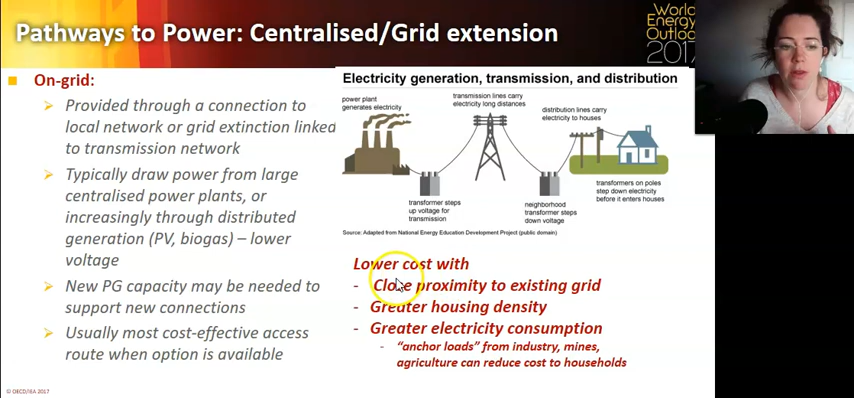 Pathways to Power: Centralised/Grid extension
World
Energy
Outlook
2017
On-grid:
Provided through a connection to
local network or grid extinction linked
to transmission network
Typically draw power from large
centralised power plants, or
increasingly through distributed
generation (PV, biogas) – lower
voltage
New PG capacity may be needed to
support new connections
Usually most cost-effective access
route when option is available
Electricity generation, transmission, and distribution
power plant
generates electricity
transmission lines carry
electricity long distances
distribution lines carry
electricity to houses
transformer steps
up voltage for
transmission
neighborhood
transformer steps
down voltage
transformers on poles
step down electricity
before it enters houses
Source: Adapted from National Energy Education Development Project (public domain)
Lower cost with
- Close proximity to existing grid
- Greater housing density
- Greater electricity consumption
- "anchor loads" from industry, mines,
agriculture can reduce cost to households
© OECD/IEA 2017